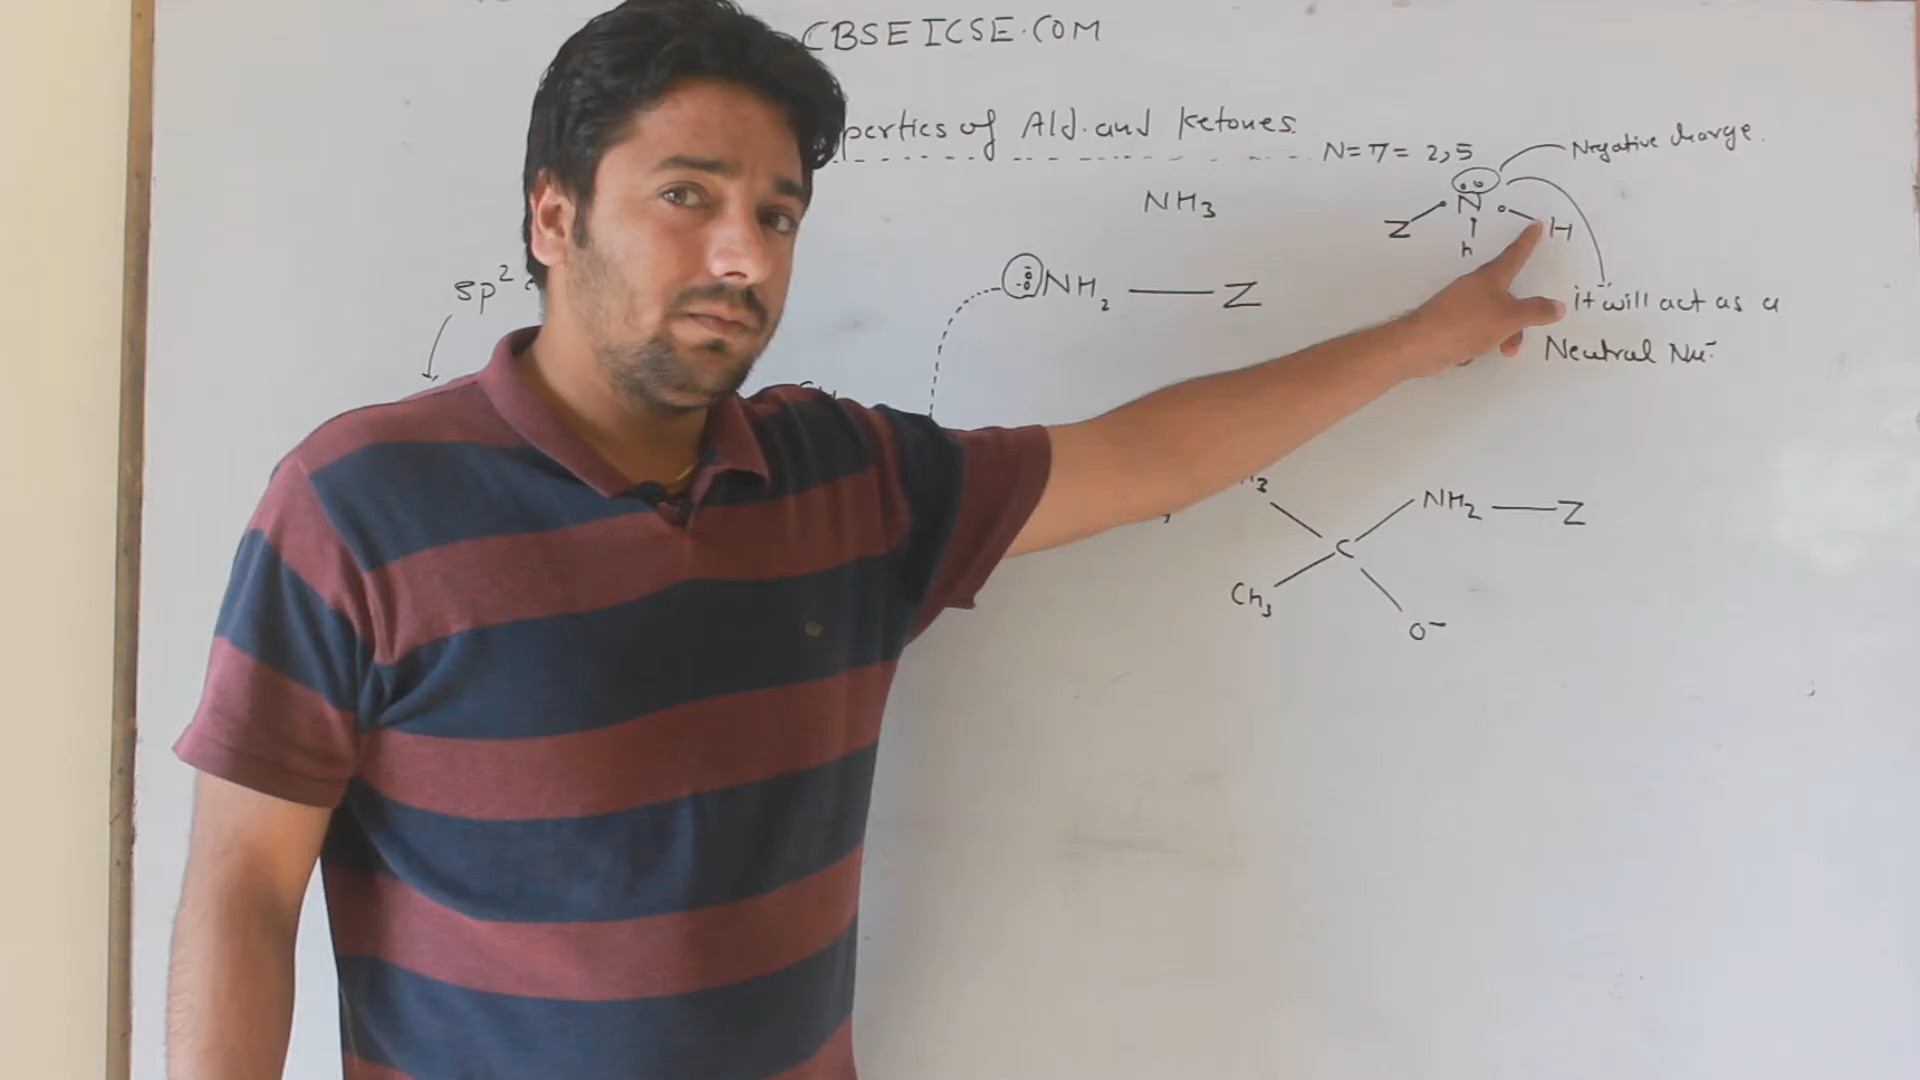 CBSEICSE.COM
perties of Ald. and Ketones.
N = 7 = 2,5
Negative charge.
NH3
Z N H
h
sp2
NH2 — Z
it will act as a
Neutral Nu-
3
NH2 — Z
C
CH3
O-